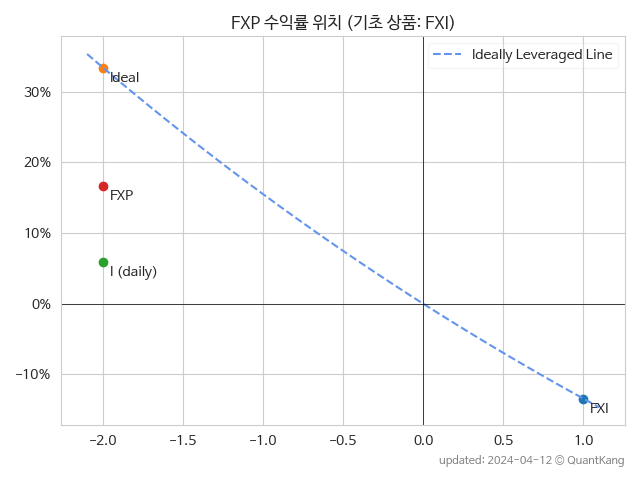 FXP 수익률 위치 (기초 상품: FXI)
Ideally Leveraged Line
Ideal
30%
20%
FXP
10%
I (daily)
0%
−10%
FXI
−2.0 −1.5 −1.0 −0.5 0.0 0.5 1.0
updated: 2024-04-12 © QuantKang